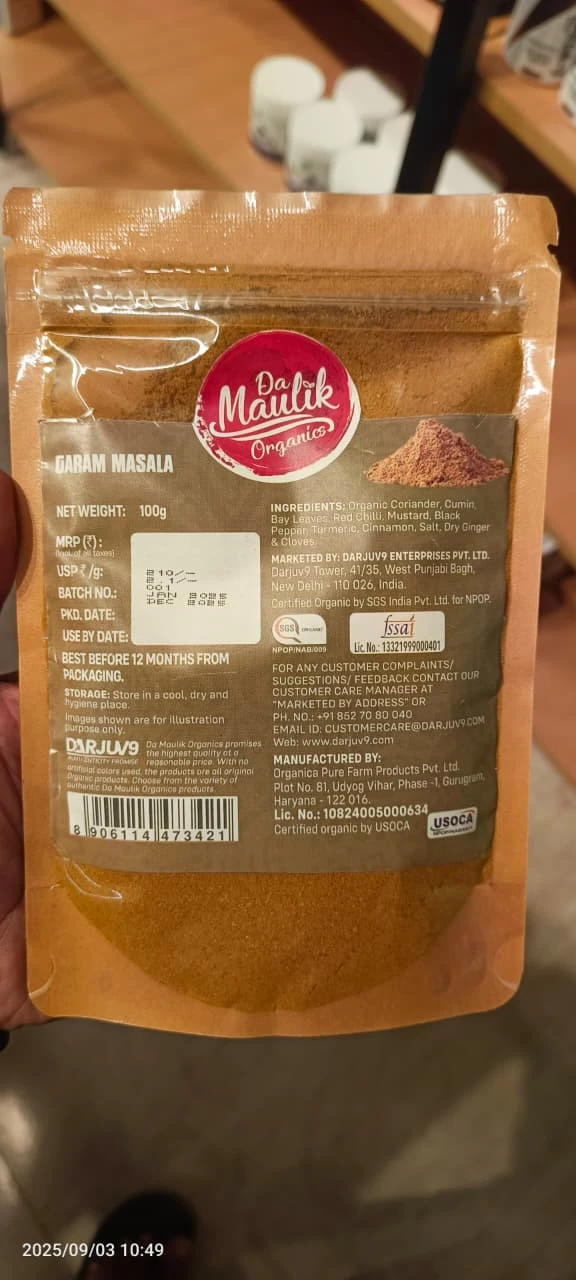 Da
Maulik
Organics
GARAM MASALA
NET WEIGHT: 100g
MRP (₹):
(Incl. of all taxes)
USP ₹ /g:
BATCH NO.:
PKD. DATE:
USE BY DATE:
210/-
2.1/-
001
JAN 2025
DEC 2025
BEST BEFORE 12 MONTHS FROM
PACKAGING.
STORAGE: Store in a cool, dry and
hygiene place.
Images shown are for illustration
purpose only.
DARJUV9
AUTHENTICITY PROMISE
Da Maulik Organics promises
the highest quality at a
reasonable price. With no
artificial colors used, the products are all original
Organic products. Choose from the variety of
authentic Da Maulik Organics products.
8 906114 473421
INGREDIENTS: Organic Coriander, Cumin,
Bay Leaves, Red Chilli, Mustard, Black
Pepper, Turmeric, Cinnamon, Salt, Dry Ginger
& Cloves.
MARKETED BY: DARJUV9 ENTERPRISES PVT. LTD.
Darjuv9 Tower, 41/35, West Punjabi Bagh,
New Delhi - 110 026, India.
Certified Organic by SGS India Pvt. Ltd. for NPOP.
SGS ORGANIC
NPOP/NAB/009
fssai
Lic. No.: 13321999000401
FOR ANY CUSTOMER COMPLAINTS/
SUGGESTIONS/ FEEDBACK CONTACT OUR
CUSTOMER CARE MANAGER AT
"MARKETED BY ADDRESS" OR
PH. NO.: +91 852 70 80 040
EMAIL ID: CUSTOMERCARE@DARJUV9.COM
Web: www.darjuv9.com
MANUFACTURED BY:
Organica Pure Farm Products Pvt. Ltd.
Plot No. 81, Udyog Vihar, Phase -1, Gurugram,
Haryana - 122 016.
Lic. No.: 10824005000634
Certified organic by USOCA
USOCA
2025/09/03 10:49